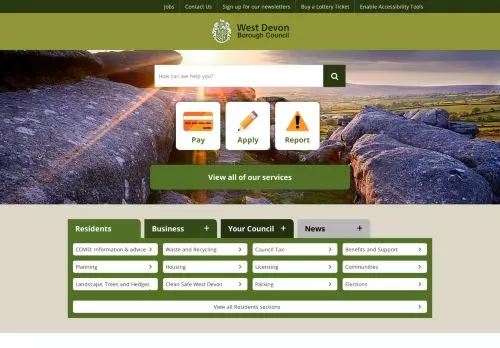 Jobs
Contact Us
Sign up for our newsletters
Buy a Lottery Ticket
Enable Accessibility Tools
West Devon
Borough Council
How can we help you?
Pay
Apply
Report
View all of our services
Residents
Business +
Your Council +
News +
COVID: Information & advice
Waste and Recycling
Council Tax
Benefits and Support
Planning
Housing
Licensing
Communities
Landscape, Trees and Hedges
Clean Safe West Devon
Parking
Elections
View all Residents sections